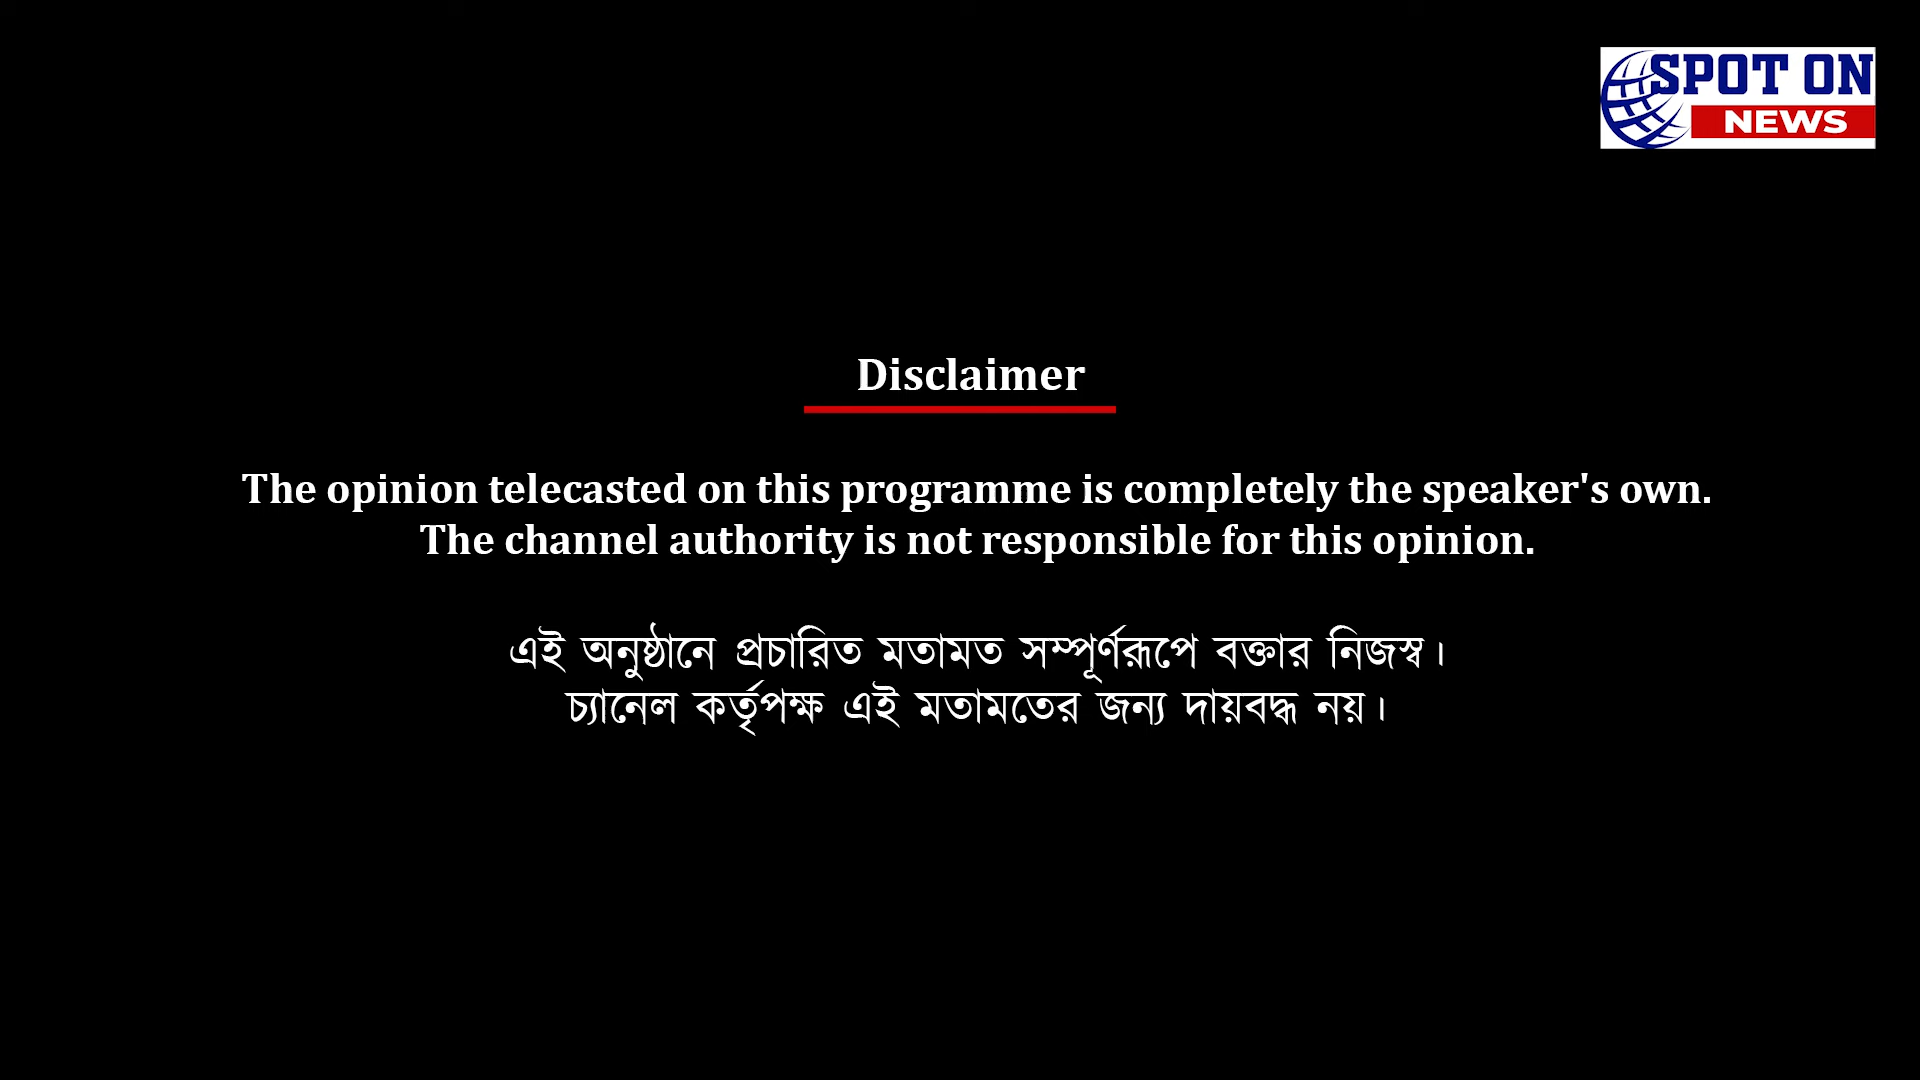 SPOT ON
NEWS
Disclaimer
The opinion telecasted on this programme is completely the speaker's own.
The channel authority is not responsible for this opinion.
এই অনুষ্ঠানে প্রচারিত মতামত সম্পূর্ণরূপে বক্তার নিজস্ব।
চ্যানেল কর্তৃপক্ষ এই মতামতের জন্য দায়বদ্ধ নয়।